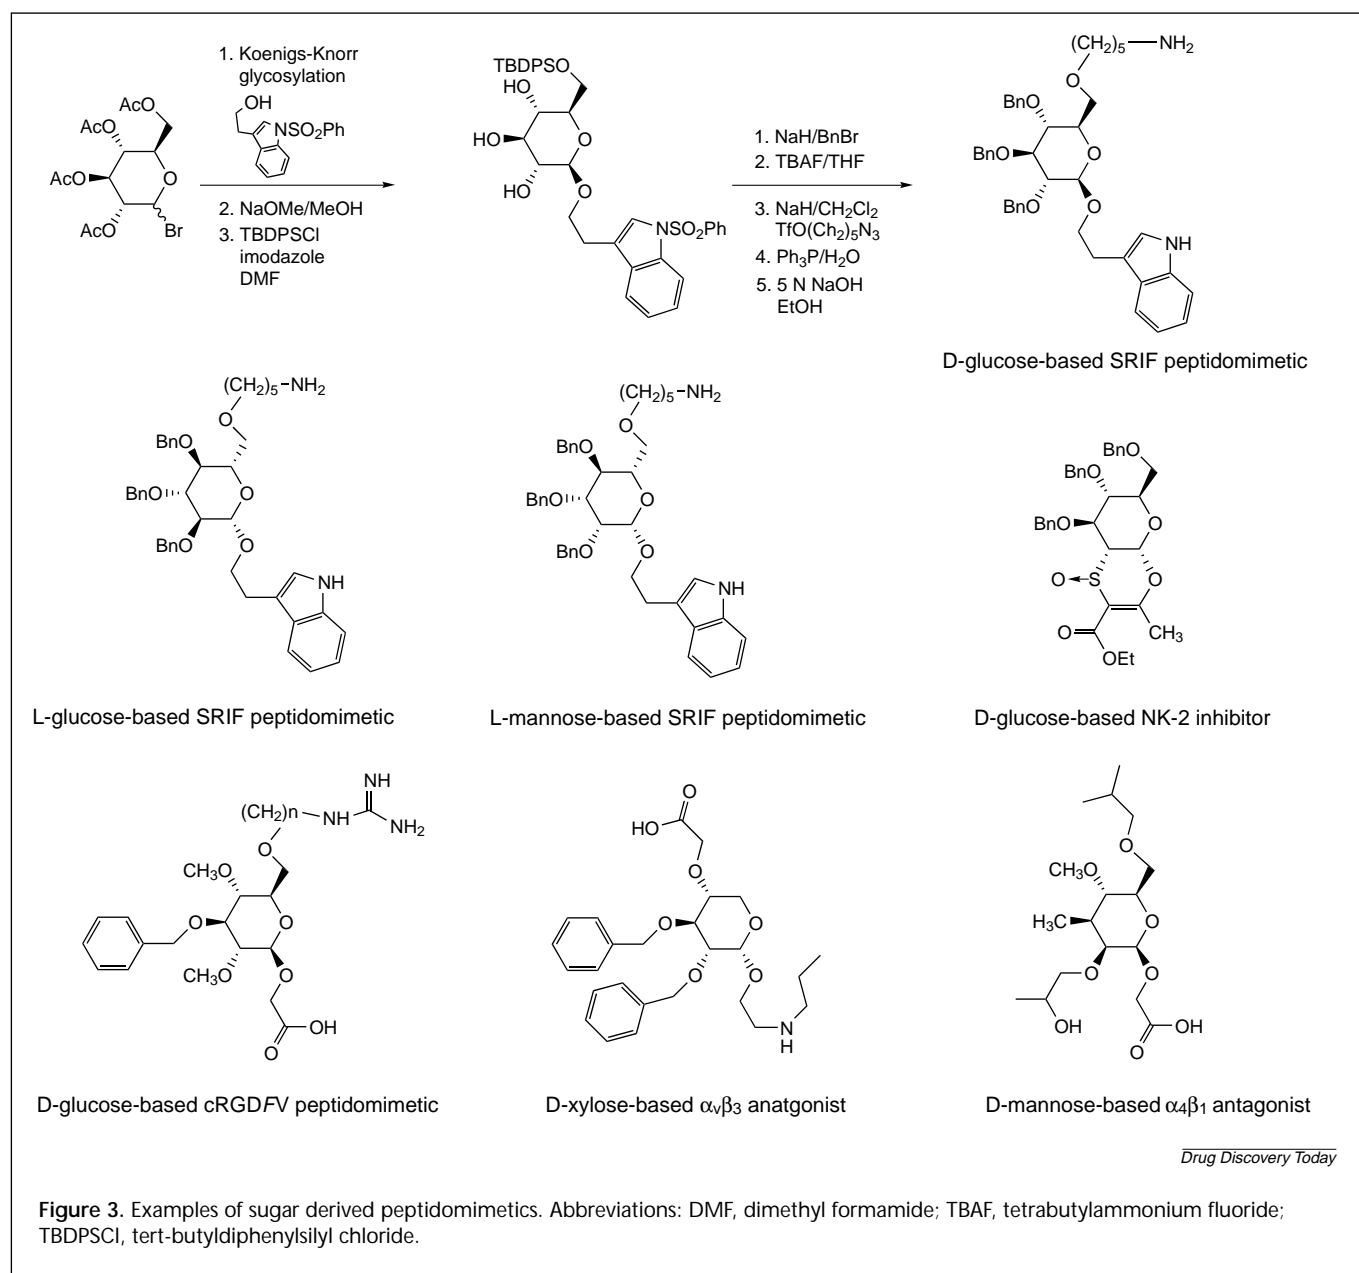 1. Koenigs-Knorr
glycosylation
OH
NSO2Ph
2. NaOMe/MeOH
3. TBDPSCI
imodazole
DMF
AcO
AcO
AcO
AcO
O
Br
TBDPSO
HO
HO
HO
O
O
NSO2Ph
1. NaH/BnBr
2. TBAF/THF
3. NaH/CH2Cl2
TfO(Ch2)5N3
4. Ph3P/H2O
5. 5 N NaOH
EtOH
(CH2)5—NH2
O
BnO
BnO
BnO
O
O
NH
D-glucose-based SRIF peptidomimetic
(CH2)5–NH2
O
BnO
BnO
BnO
O
O
NH
L-glucose-based SRIF peptidomimetic
(CH2)5–NH2
O
BnO
BnO
BnO
O
O
NH
L-mannose-based SRIF peptidomimetic
BnO
BnO
BnO
O
O
S
O
O
CH3
OEt
D-glucose-based NK-2 inhibitor
NH
(CH2)n
NH
NH2
O
CH3O
O
O
CH3O
O
OH
O
D-glucose-based cRGDFV peptidomimetic
O
HO
O
O
O
O
O
N
H
D-xylose-based αvβ3 anatgonist
O
CH3O
H3C
O
O
O
OH
OH
O
D-mannose-based α4β1 antagonist
Drug Discovery Today
Figure 3. Examples of sugar derived peptidomimetics. Abbreviations: DMF, dimethyl formamide; TBAF, tetrabutylammonium fluoride;
TBDPSCI, tert-butyldiphenylsilyl chloride.